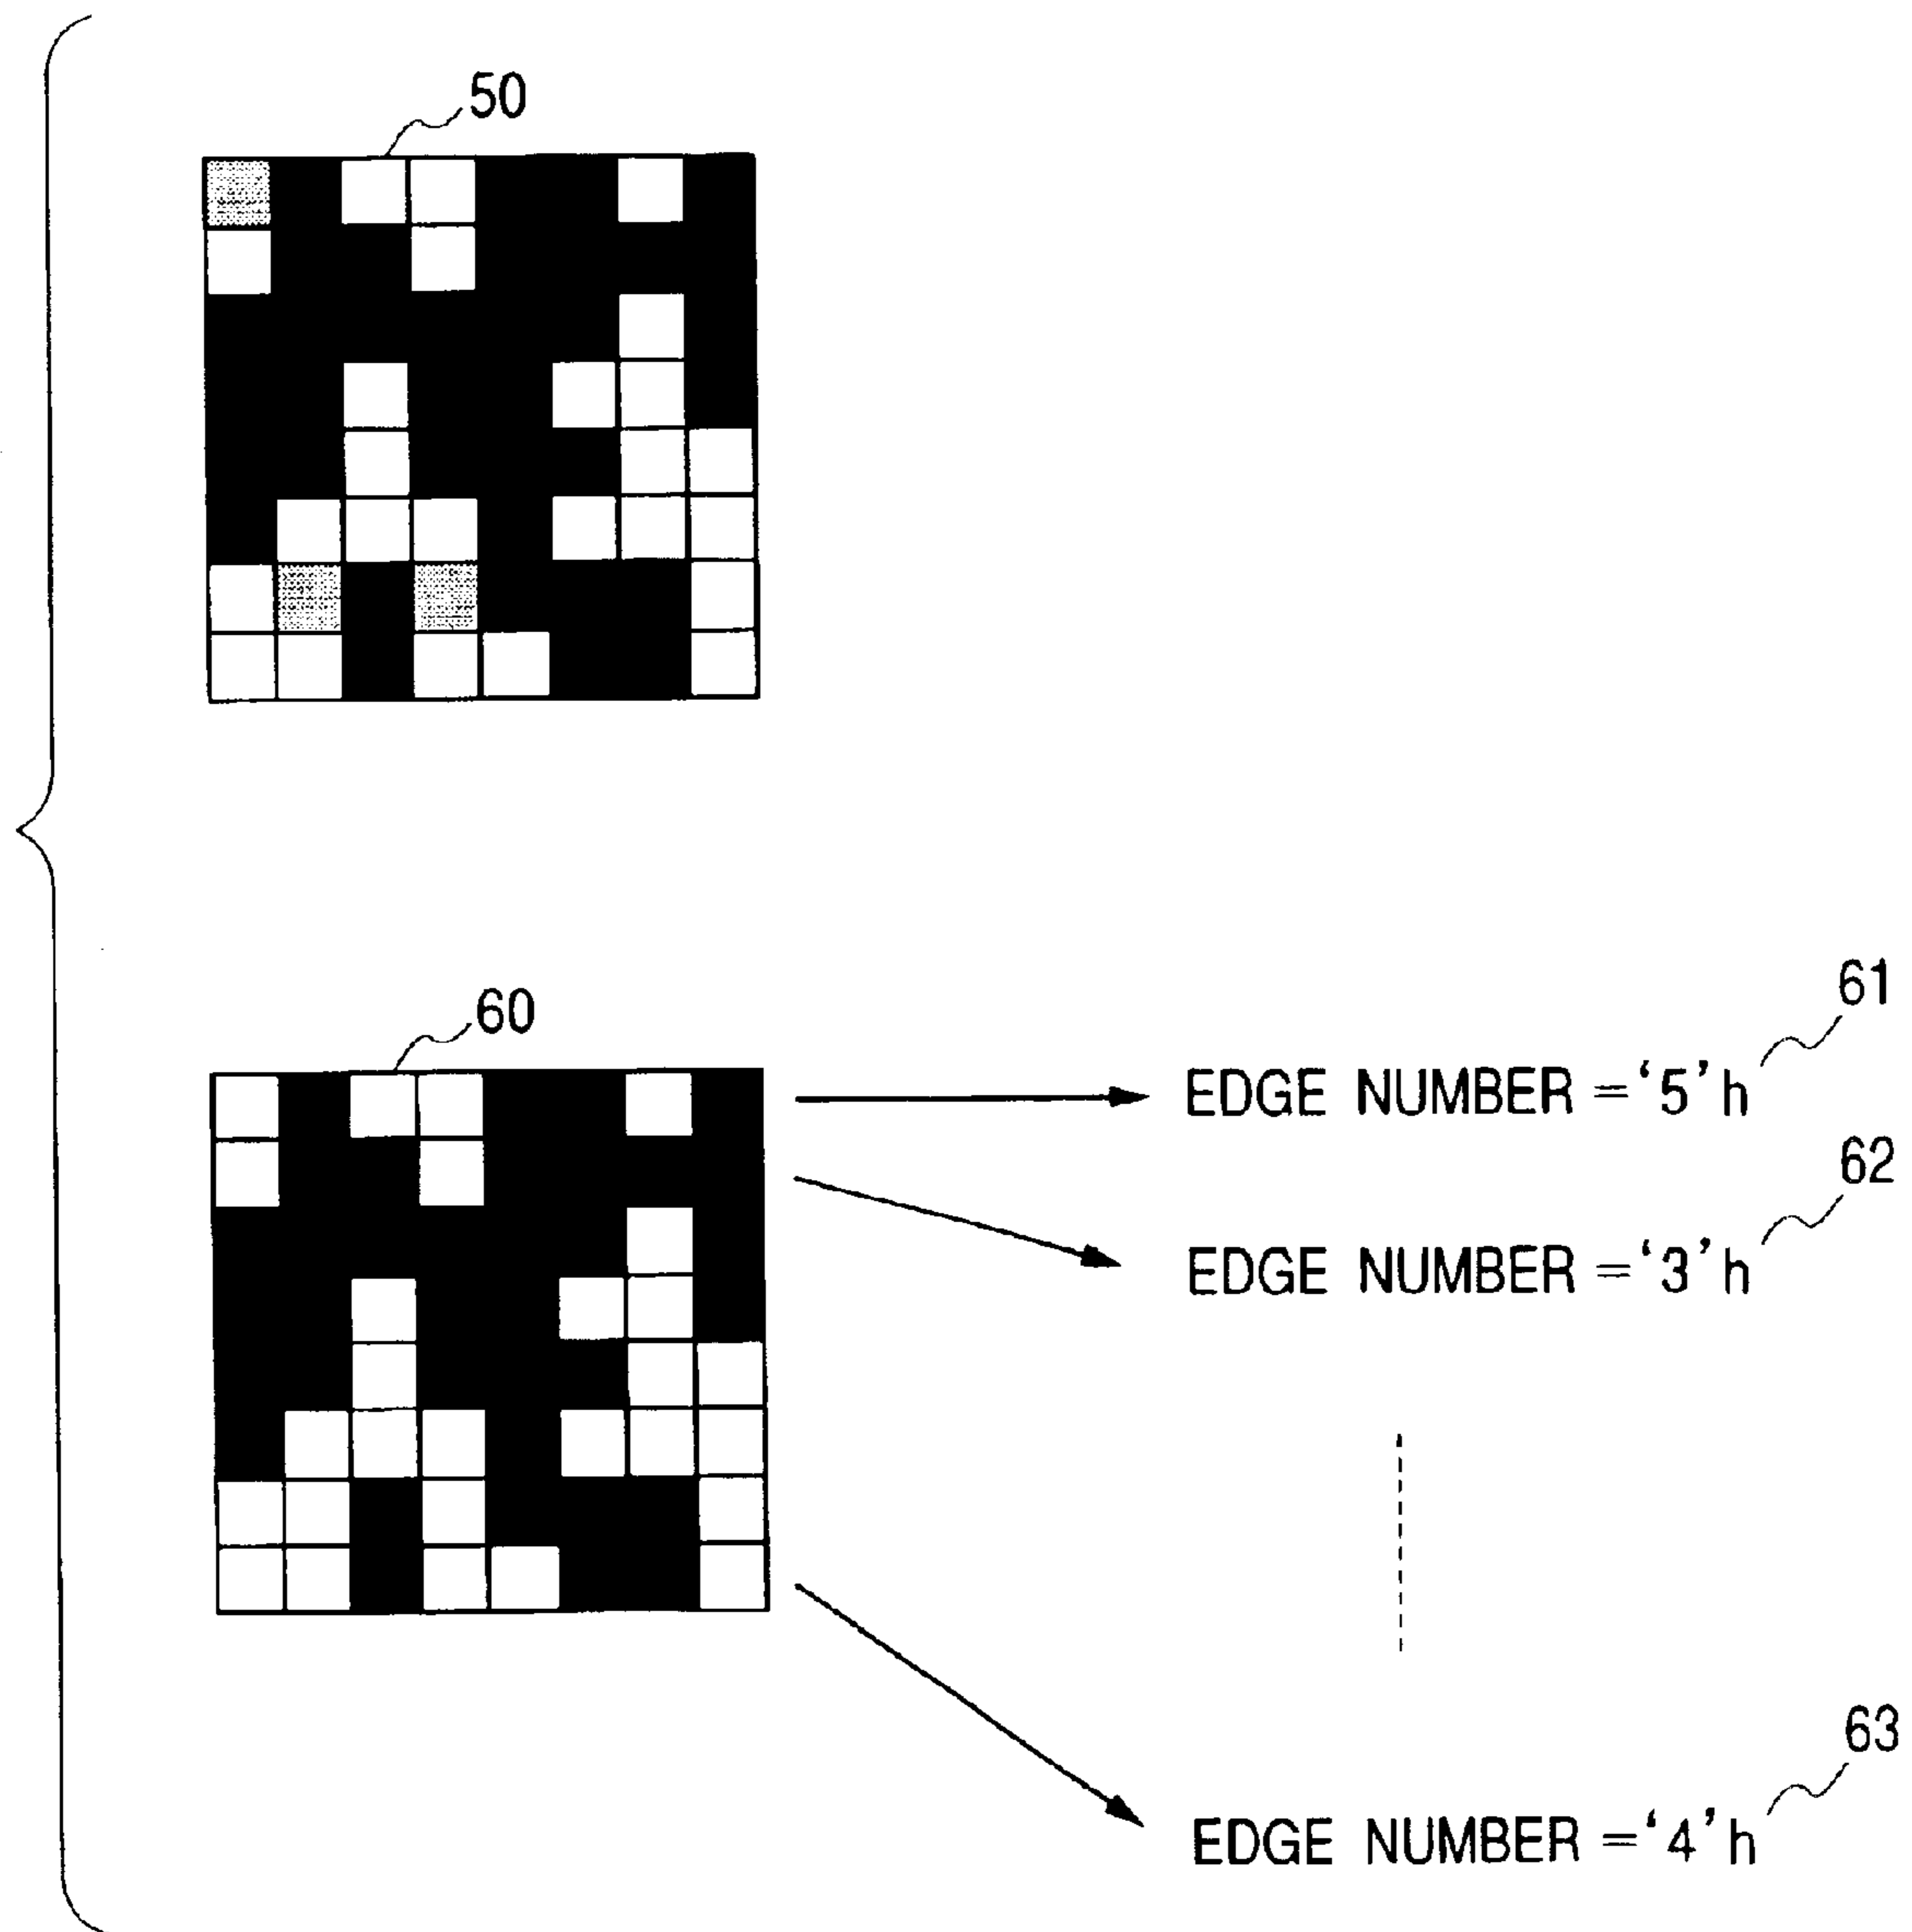 50
60
61
EDGE NUMBER =‘5’h
62
EDGE NUMBER =‘3’h
63
EDGE NUMBER =‘4’h